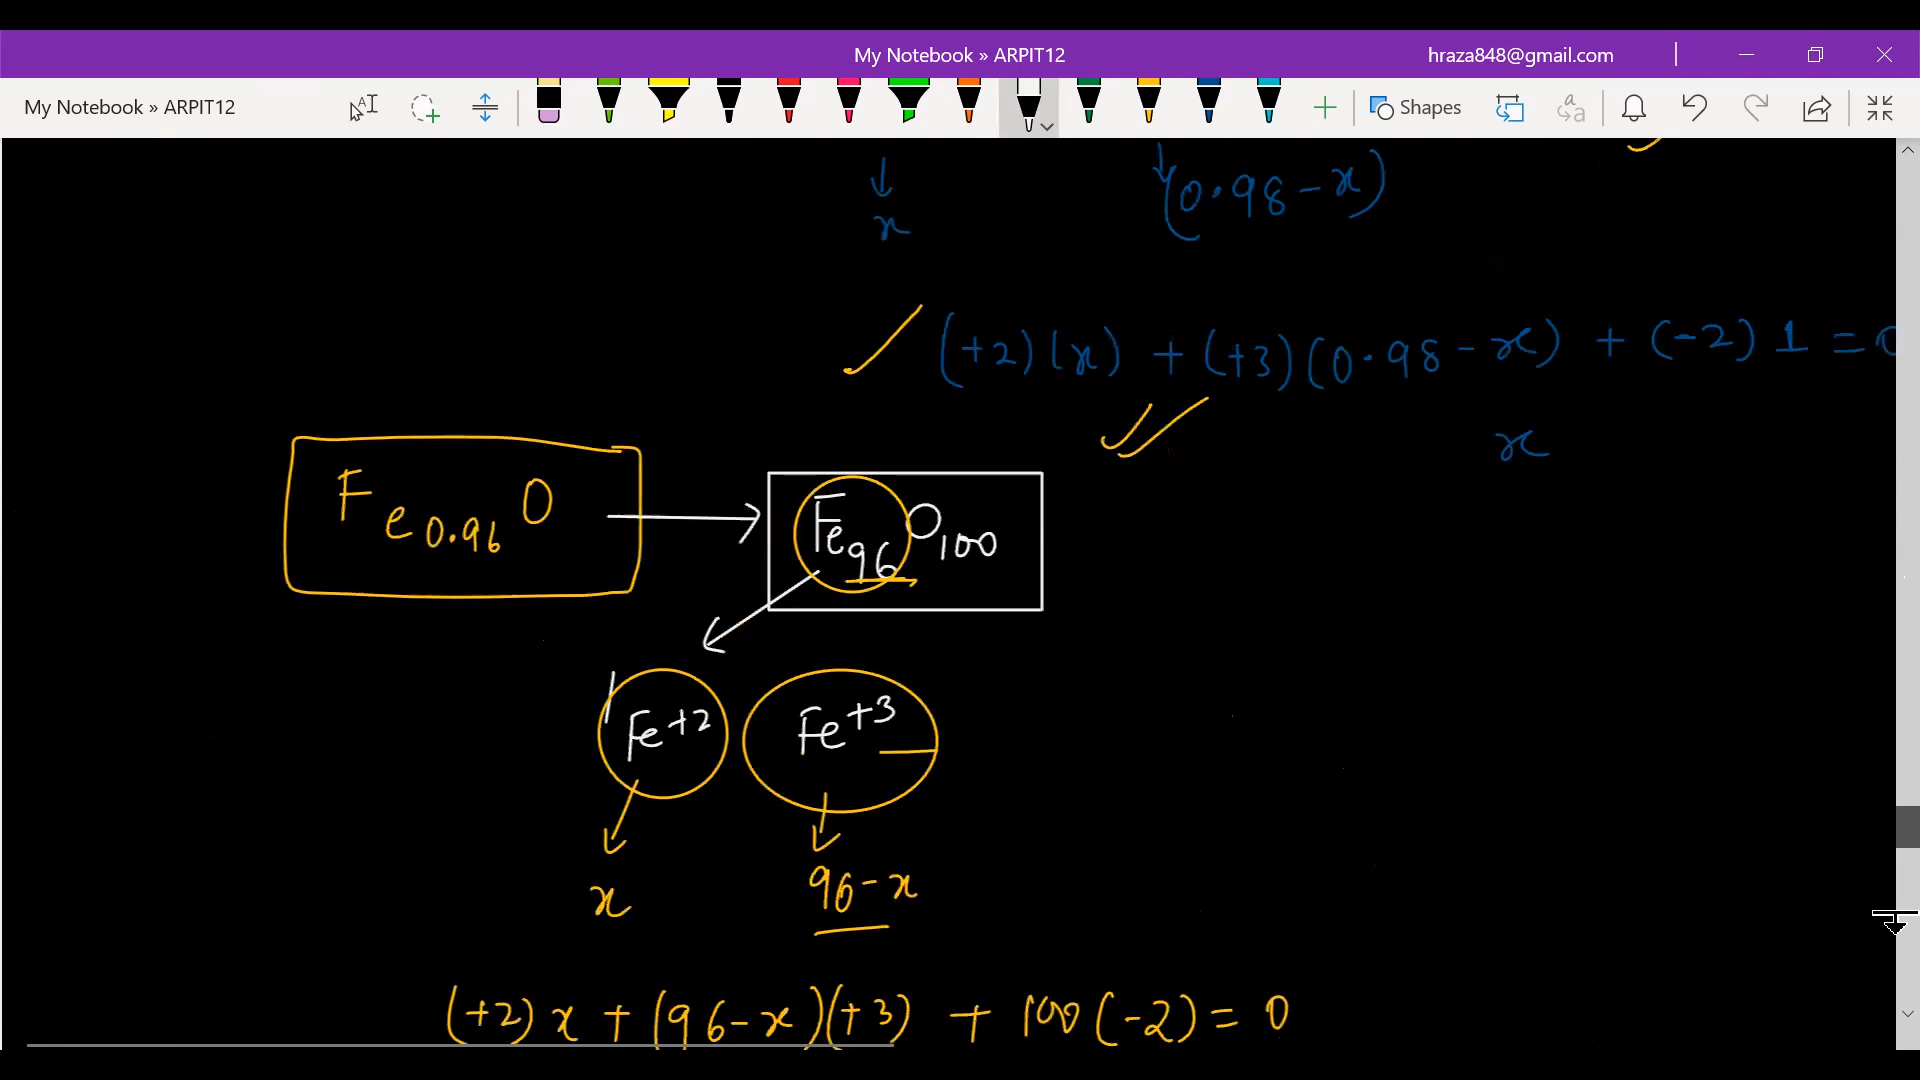 My Notebook » ARPIT12
hraza848@gmail.com
My Notebook » ARPIT12
Shapes
x
(0.98-x)
(+2)(x) + (+3)(0.98-x) + (-2) 1 = 0
x
Fe0.96O
Fe96O100
Fe+2
Fe+3
x
96-x
(+2)x + (96-x)(+3) + 100(-2) = 0